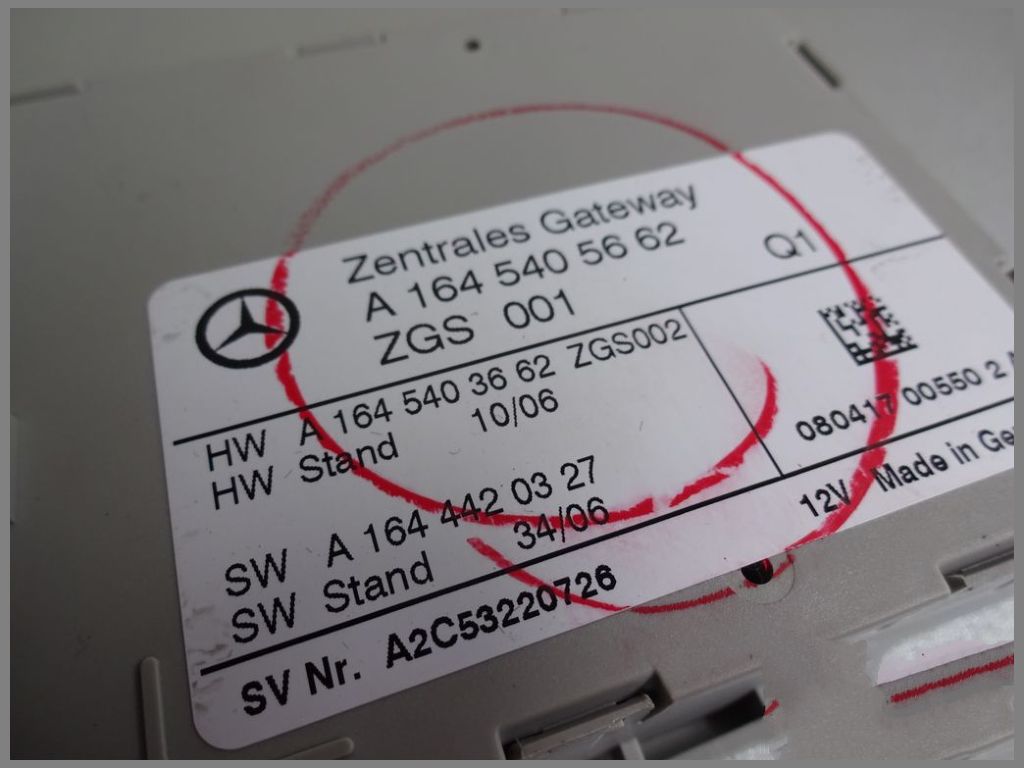 Zentrales Gateway
A 164 540 56 62
ZGS 001
Q1
HW A 164 540 36 62 ZGS002
HW Stand 10/06
SW A 164 442 03 27
SW Stand 34/06
080417 00550 2
12V Made in
SV Nr. A2C53220726